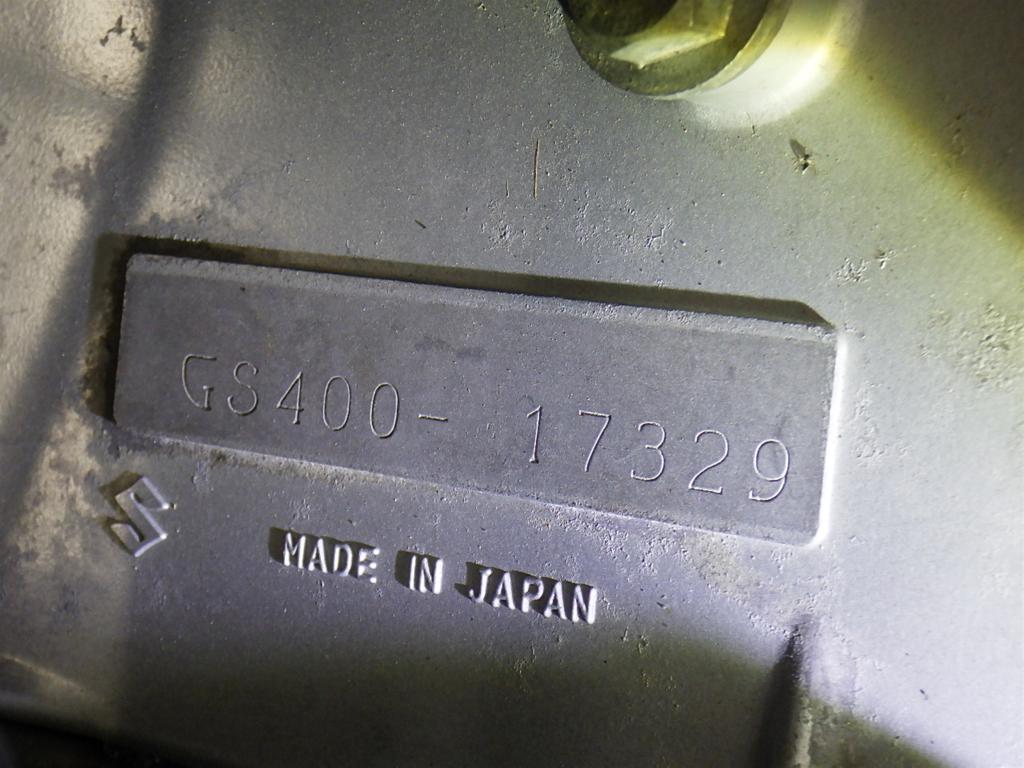 GS400- 17329
MADE IN JAPAN